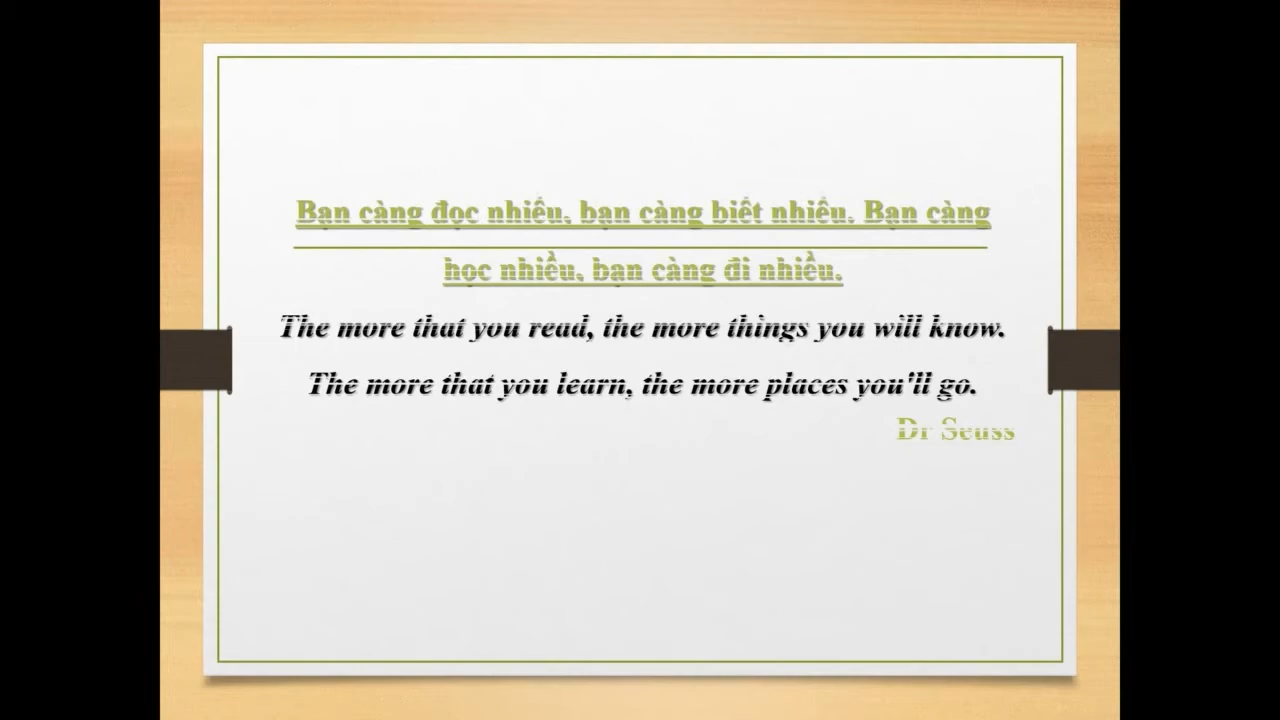 Bạn càng đọc nhiều, bạn càng biết nhiều. Bạn càng
học nhiều, bạn càng đi nhiều.
The more that you read, the more things you will know.
The more that you learn, the more places you'll go.
Dr Seuss